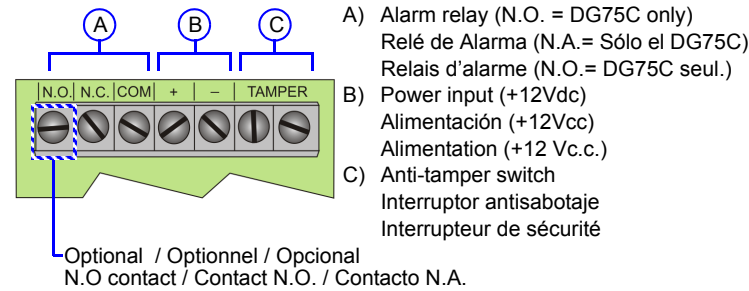 A B C
N.O. N.C. COM + – TAMPER
Optional / Optionnel / Opcional
N.O contact / Contact N.O. / Contacto N.A.
A) Alarm relay (N.O. = DG75C only)
Relé de Alarma (N.A.= Sólo el DG75C)
Relais d'alarme (N.O.= DG75C seul.)
B) Power input (+12Vdc)
Alimentación (+12Vcc)
Alimentation (+12 Vc.c.)
C) Anti-tamper switch
Interruptor antisabotaje
Interrupteur de sécurité